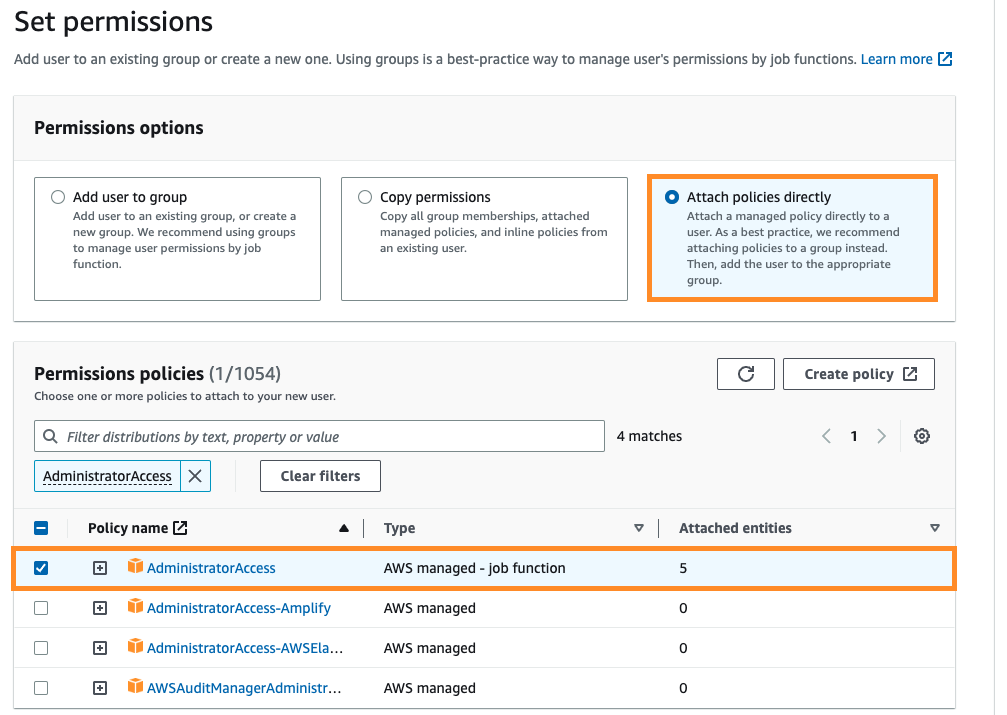 Set permissions
Add user to an existing group or create a new one. Using groups is a best-practice way to manage user's permissions by job functions. Learn more
Permissions options
Add user to group
Add user to an existing group, or create a
new group. We recommend using groups
to manage user permissions by job
function.
Copy permissions
Copy all group memberships, attached
managed policies, and inline policies from
an existing user.
Attach policies directly
Attach a managed policy directly to a
user. As a best practice, we recommend
attaching policies to a group instead.
Then, add the user to the appropriate
group.
Permissions policies (1/1054)
Choose one or more policies to attach to your new user.
Create policy
Filter distributions by text, property or value
4 matches
1
AdministratorAccess
Clear filters
Policy name Type Attached entities
AdministratorAccess AWS managed - job function 5
AdministratorAccess-Amplify AWS managed 0
AdministratorAccess-AWSEla... AWS managed 0
AWSAuditManagerAdministr... AWS managed 0